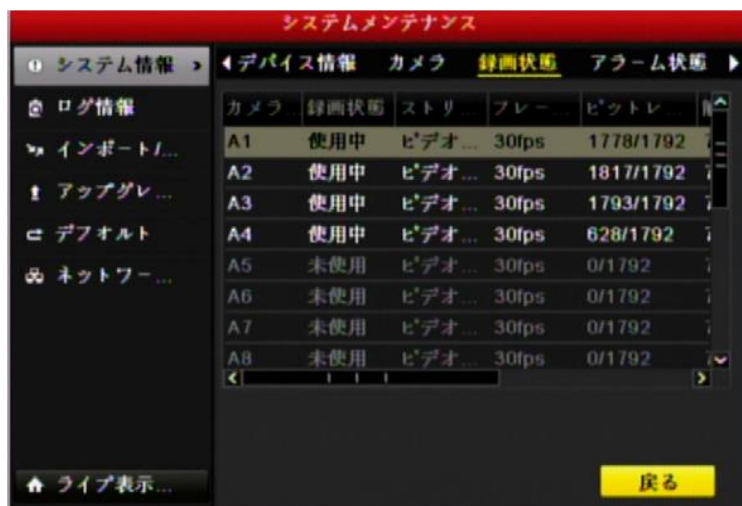 システムメンテナンス
システム情報
デバイス情報 カメラ 録画状態 アラーム状態
ログ情報
インポート/...
アップグレ...
デフォルト
ネットワー...
カメラ... 録画状態 ストリ... フレー... ビットレ...
A1 使用中 ビデオ... 30fps 1778/1792
A2 使用中 ビデオ... 30fps 1817/1792
A3 使用中 ビデオ... 30fps 1793/1792
A4 使用中 ビデオ... 30fps 628/1792
A5 未使用 ビデオ... 30fps 0/1792
A6 未使用 ビデオ... 30fps 0/1792
A7 未使用 ビデオ... 30fps 0/1792
A8 未使用 ビデオ... 30fps 0/1792
ライブ表示...
戻る